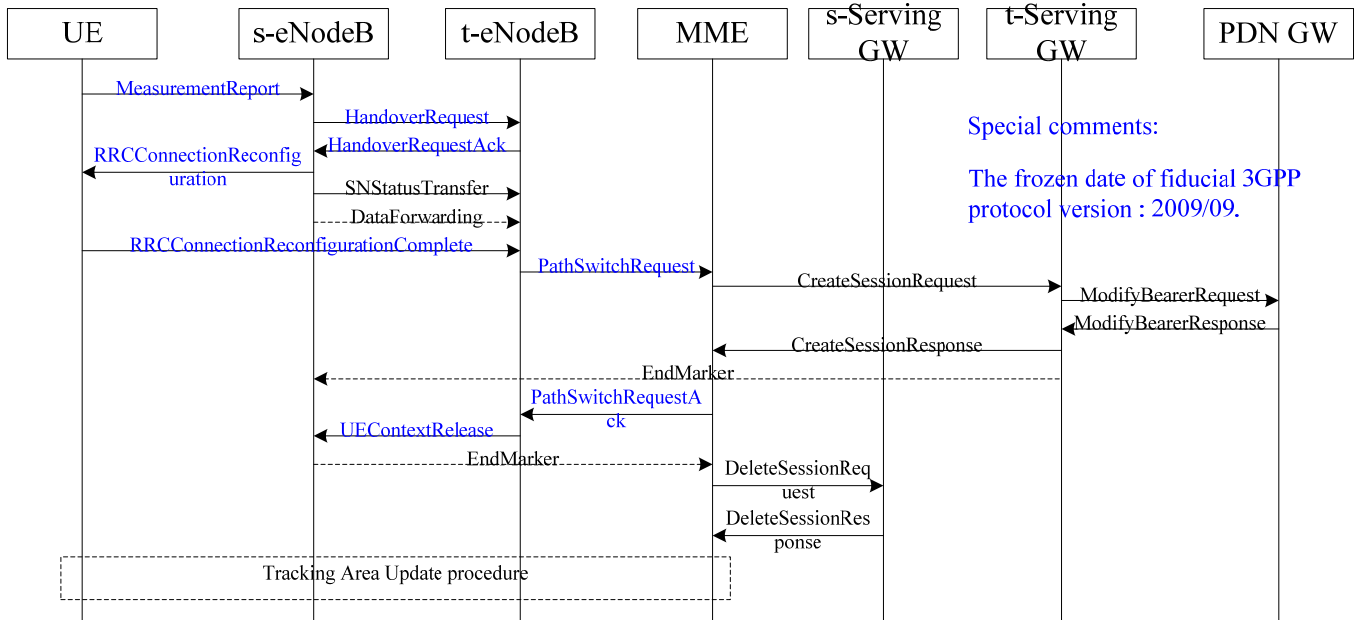 UE
s-eNodeB
t-eNodeB
MME
s-Serving
GW
t-Serving
GW
PDN GW
MeasurementReport
HandoverRequest
HandoverRequestAck
RRCConnectionReconfig
uration
SNStatusTransfer
DataForwarding
RRCConnectionReconfigurationComplete
PathSwitchRequest
CreateSessionRequest
ModifyBearerRequest
ModifyBearerResponse
CreateSessionResponse
EndMarker
PathSwitchRequestA
ck
UEContextRelease
EndMarker
DeleteSessionReq
uest
DeleteSessionRes
ponse
Tracking Area Update procedure
Special comments:
The frozen date of fiducial 3GPP
protocol version : 2009/09.